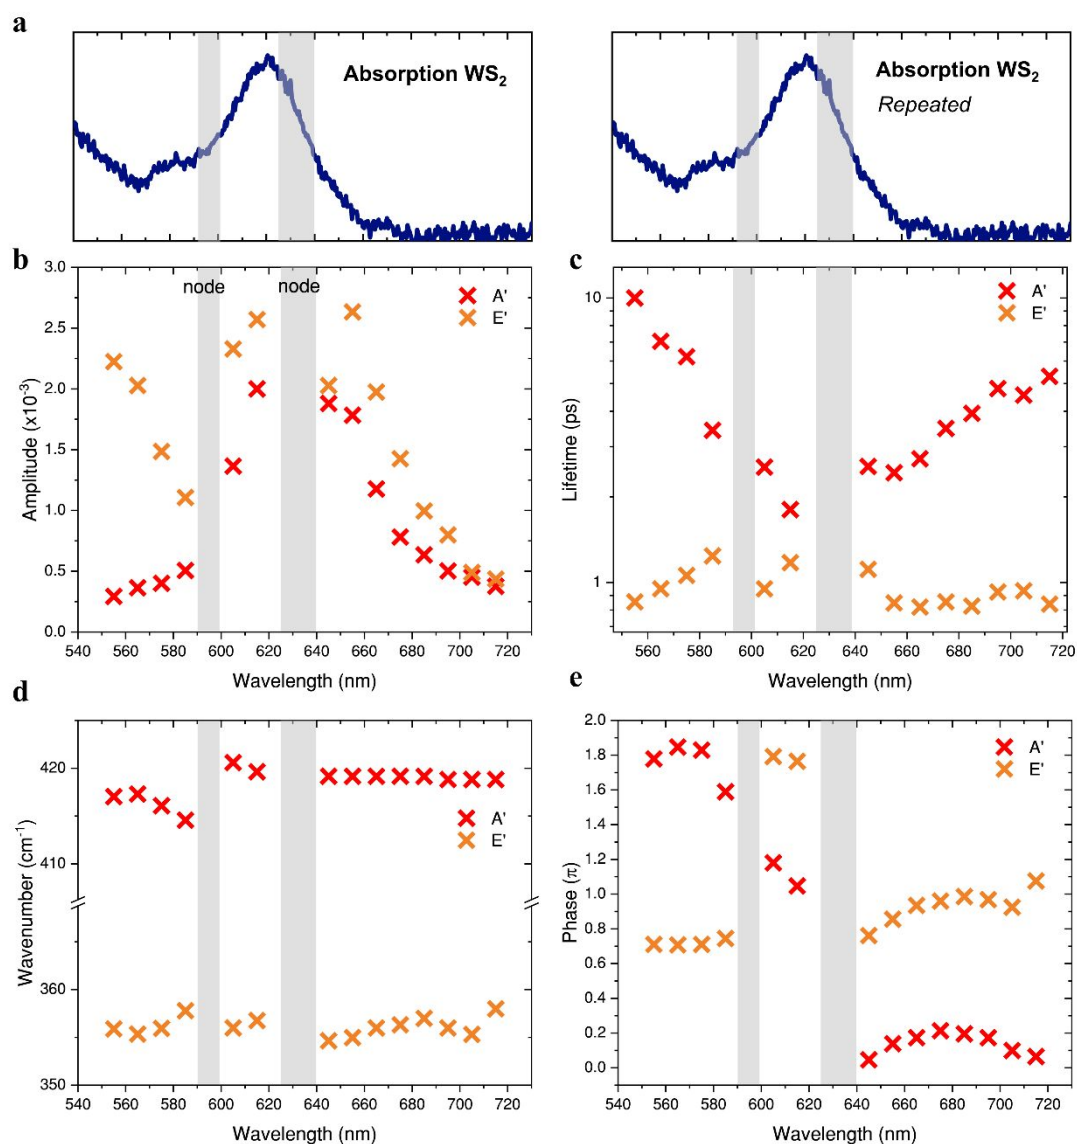 a
Absorption WS₂
Absorption WS₂
Repeated
b
3.0
2.5
2.0
1.5
1.0
0.5
0.0
Amplitude (x10⁻³)
node
node
A'
E'
540 560 580 600 620 640 660 680 700 720
Wavelength (nm)
c
10
1
Lifetime (ps)
A'
E'
540 560 580 600 620 640 660 680 700 720
Wavelength (nm)
d
420
410
360
350
Wavenumber (cm⁻¹)
A'
E'
540 560 580 600 620 640 660 680 700 720
Wavelength (nm)
e
2.0
1.8
1.6
1.4
1.2
1.0
0.8
0.6
0.4
0.2
0.0
Phase (π)
A'
E'
540 560 580 600 620 640 660 680 700 720
Wavelength (nm)